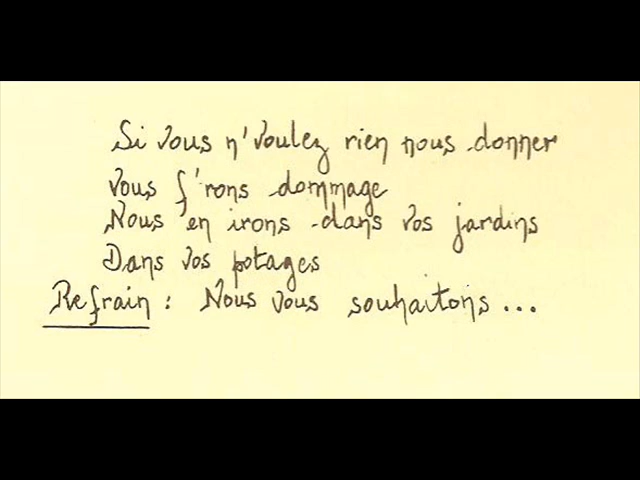 Si vous n'voulez rien nous donner
Vous f'rons dommage
Nous en irons dans vos jardins
Dans vos potages
Refrain : Nous vous souhaitons...